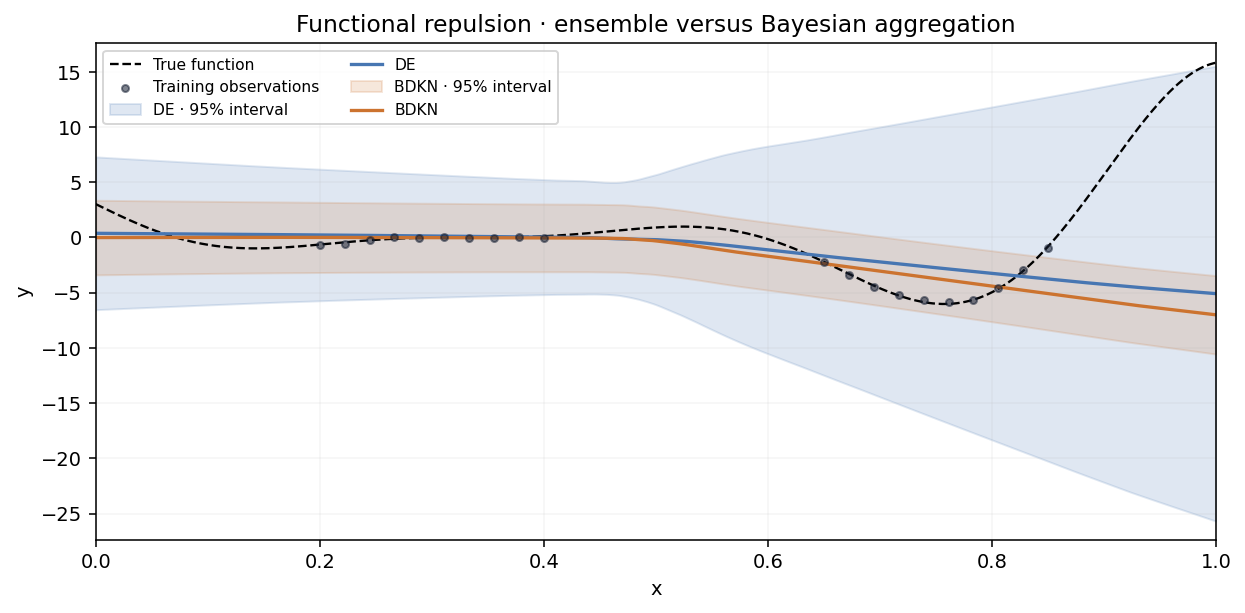 Functional repulsion · ensemble versus Bayesian aggregation
True function
Training observations
DE · 95% interval
DE
BDKN · 95% interval
BDKN
15
10
5
0
−5
−10
−15
−20
−25
y
0.0 0.2 0.4 0.6 0.8 1.0
x